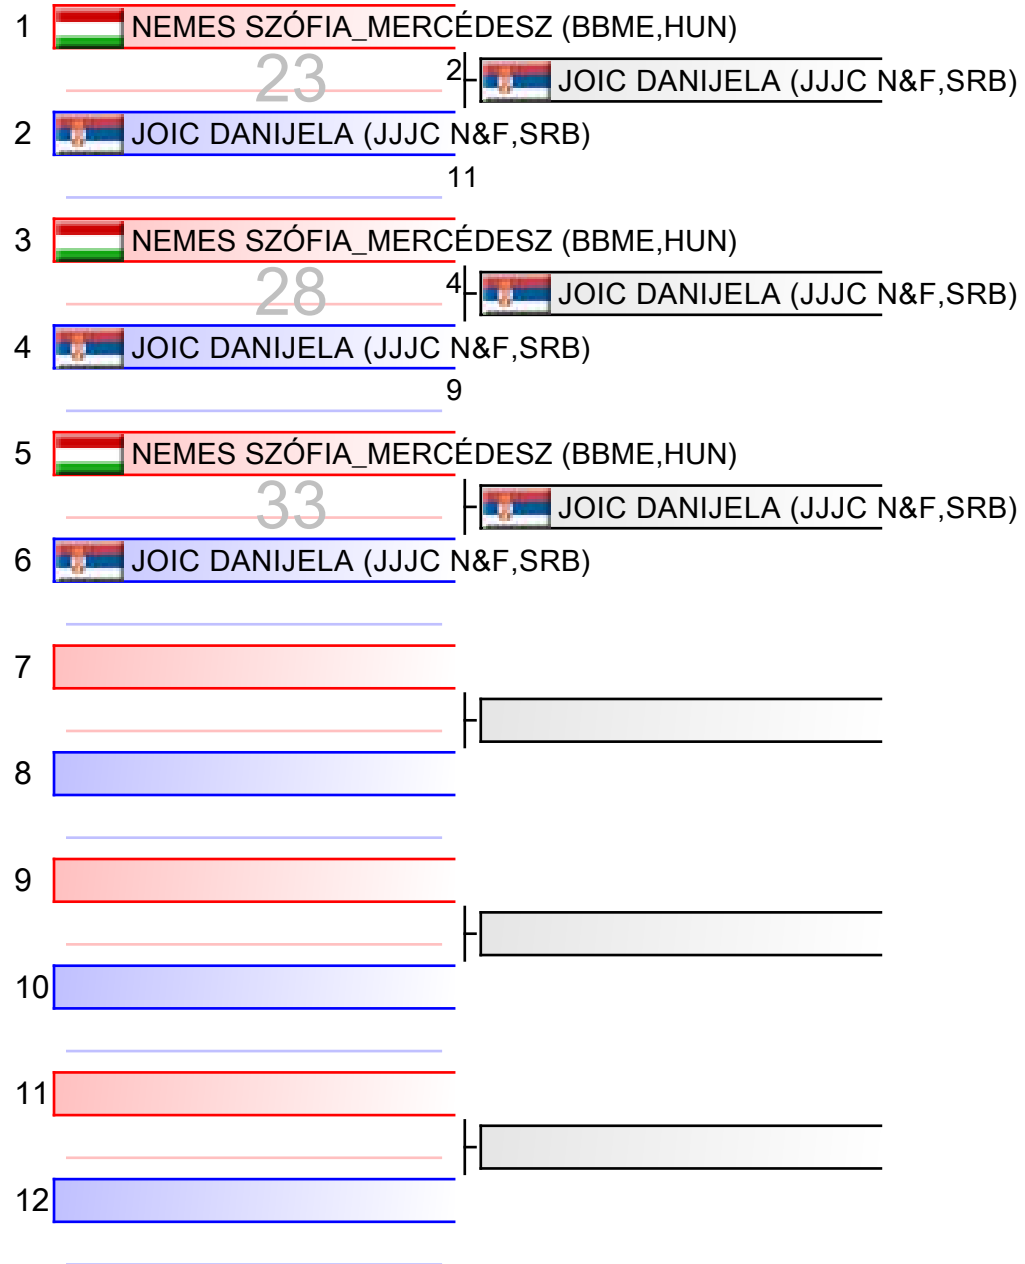 1 NEMES SZÓFIA_MERCÉDESZ (BBME,HUN)
23 2 JOIC DANIJELA (JJJC N&F,SRB)
2 JOIC DANIJELA (JJJC N&F,SRB)
11
3 NEMES SZÓFIA_MERCÉDESZ (BBME,HUN)
28 4 JOIC DANIJELA (JJJC N&F,SRB)
4 JOIC DANIJELA (JJJC N&F,SRB)
9
5 NEMES SZÓFIA_MERCÉDESZ (BBME,HUN)
33 JOIC DANIJELA (JJJC N&F,SRB)
6 JOIC DANIJELA (JJJC N&F,SRB)
7
8
9
10
11
12